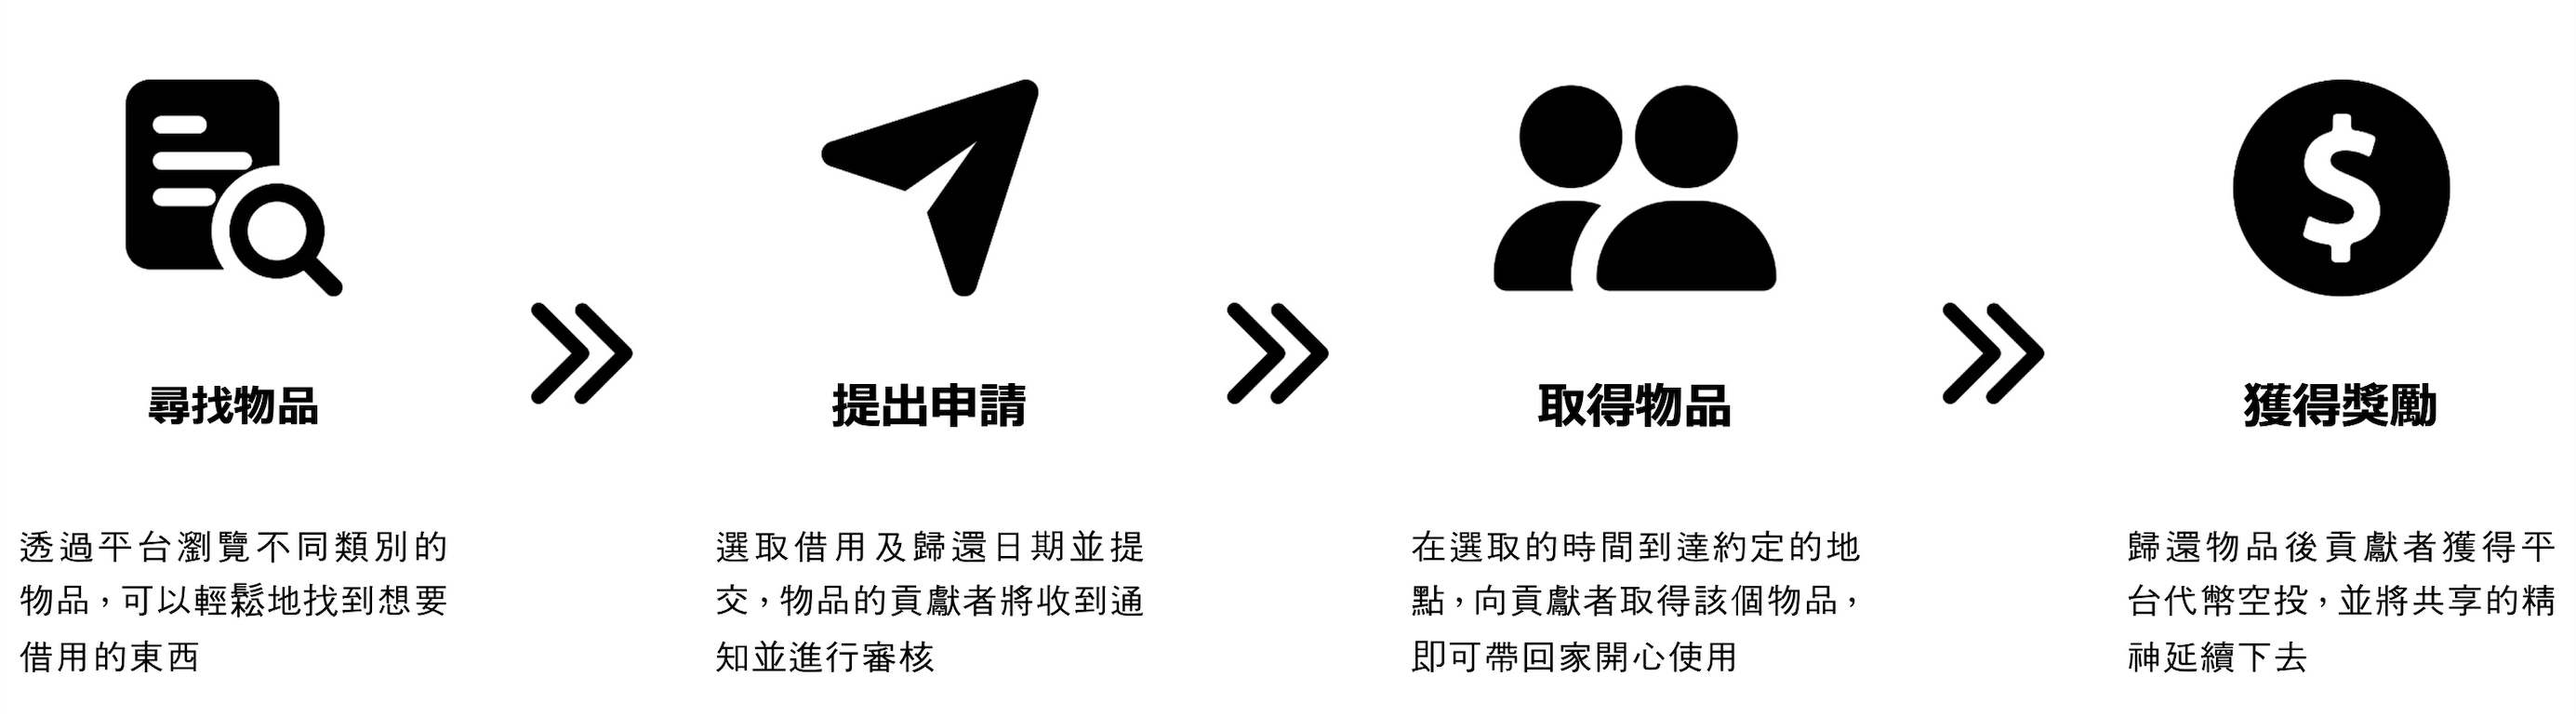 尋找物品
透過平台瀏覽不同類別的
物品，可以輕鬆地找到想要
借用的東西
提出申請
選取借用及歸還日期並提
交，物品的貢獻者將收到通
知並進行審核
取得物品
在選取的時間到達約定的地
點，向貢獻者取得該個物品，
即可帶回家開心使用
獲得獎勵
歸還物品後貢獻者獲得平
台代幣空投，並將共享的精
神延續下去